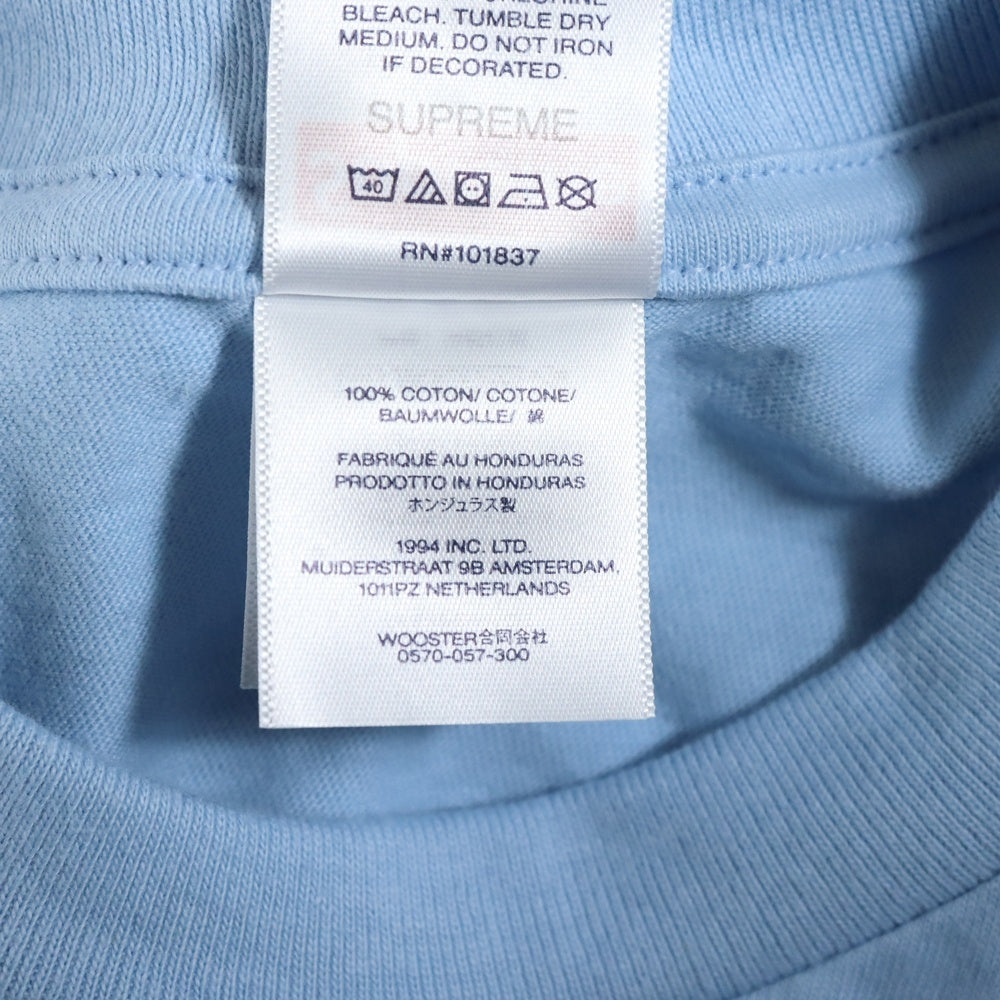 BLEACH. TUMBLE DRY
MEDIUM. DO NOT IRON
IF DECORATED.
SUPREME
40
RN#101837
100% COTON/ COTONE/
BAUMWOLLE/ 綿
FABRIQUÉ AU HONDURAS
PRODOTTO IN HONDURAS
ホンジュラス製
1994 INC. LTD.
MUIDERSTRAAT 9B AMSTERDAM.
1011PZ NETHERLANDS
WOOSTER合同会社
0570-057-300